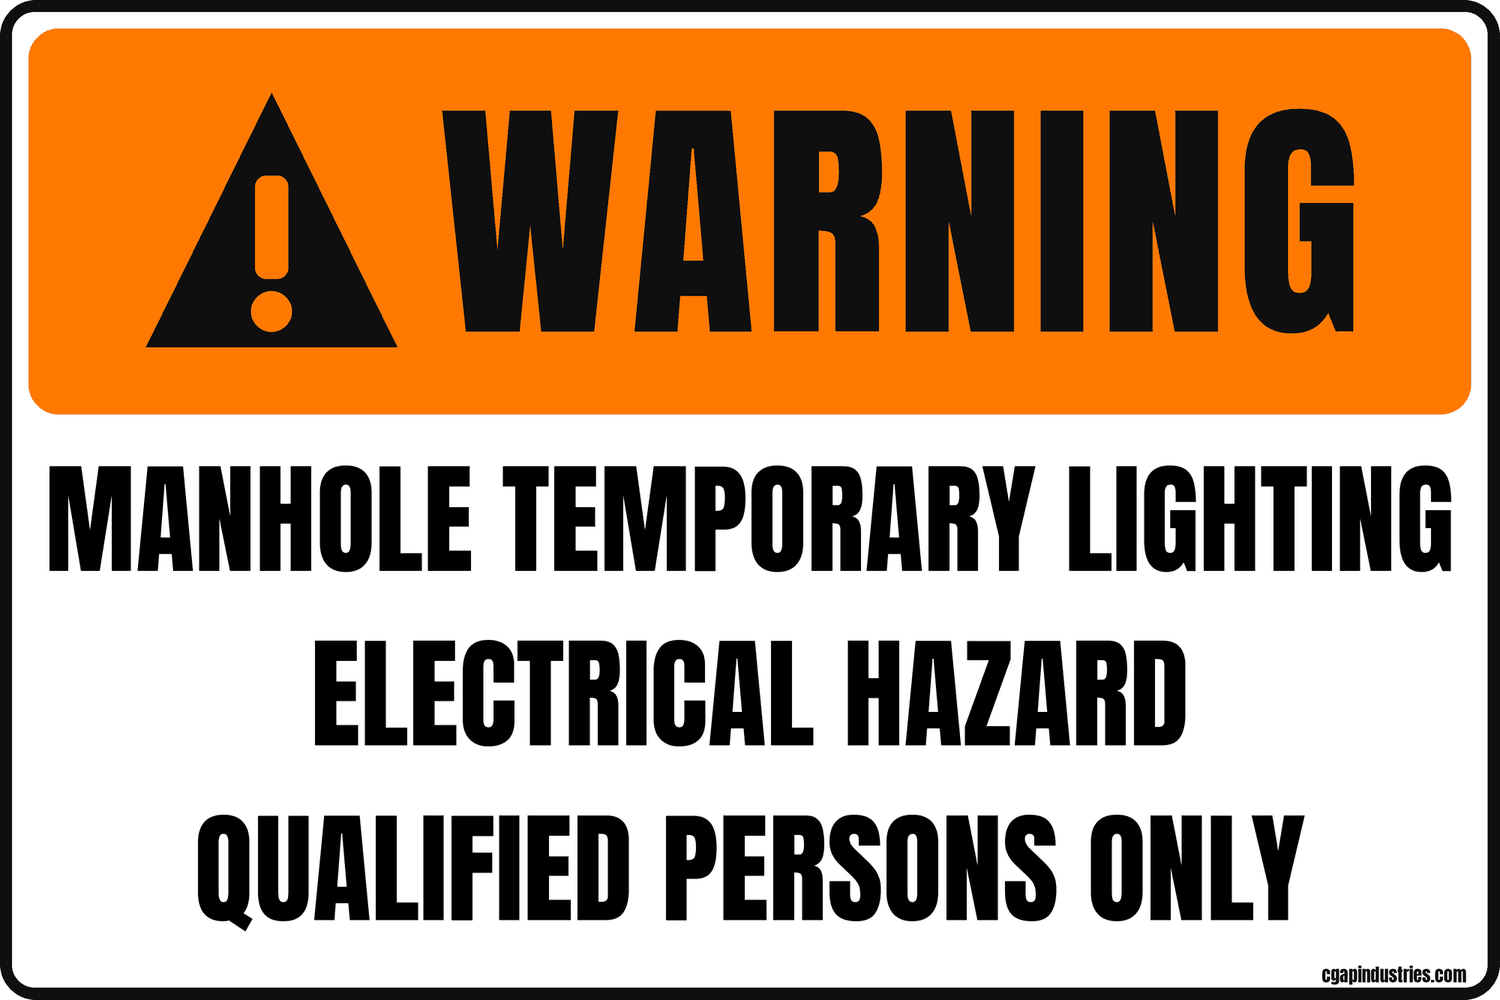 WARNING
MANHOLE TEMPORARY LIGHTING
ELECTRICAL HAZARD
QUALIFIED PERSONS ONLY
cgapindustries.com